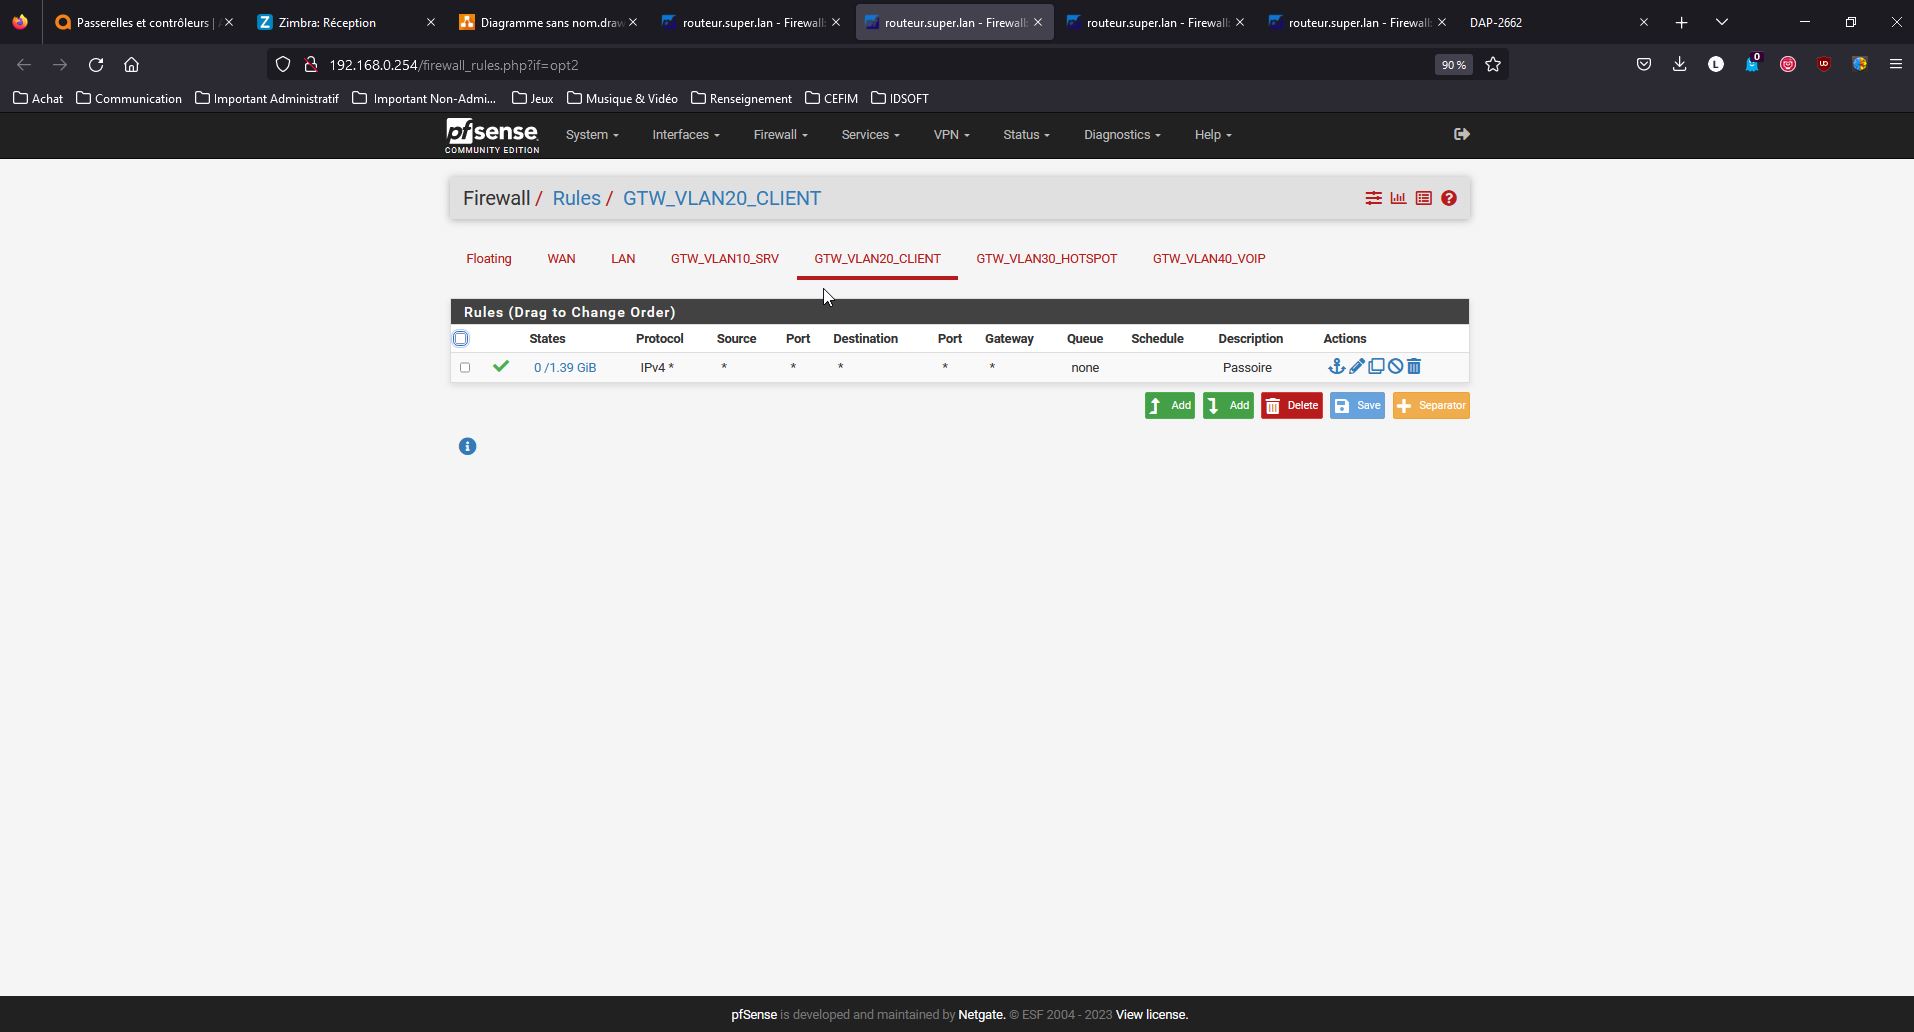 Passerelles et contrôleurs |
Zimbra: Réception
Diagramme sans nom.draw
routeur.super.lan - Firewall:
routeur.super.lan - Firewall:
routeur.super.lan - Firewall:
routeur.super.lan - Firewall:
DAP-2662
192.168.0.254/firewall_rules.php?if=opt2
90 %
L
0
Achat
Communication
Important Administratif
Important Non-Admi...
Jeux
Musique & Vidéo
Renseignement
CEFIM
IDSOFT
pfsense
COMMUNITY EDITION
System
Interfaces
Firewall
Services
VPN
Status
Diagnostics
Help
Firewall / Rules / GTW_VLAN20_CLIENT
Floating WAN LAN GTW_VLAN10_SRV GTW_VLAN20_CLIENT GTW_VLAN30_HOTSPOT GTW_VLAN40_VOIP
Rules (Drag to Change Order)
States Protocol Source Port Destination Port Gateway Queue Schedule Description Actions
0 /1.39 GiB IPv4 * * * * * * none Passoire
Add Add Delete Save Separator
pfSense is developed and maintained by Netgate. © ESF 2004 - 2023 View license.